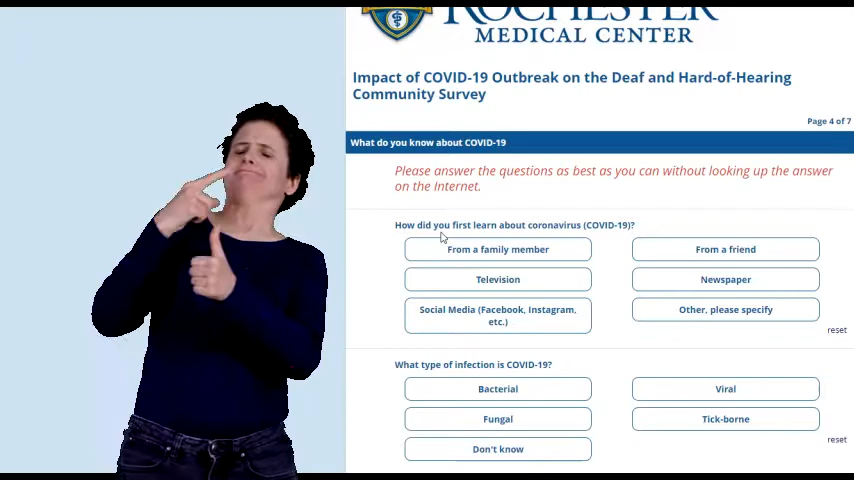 ROCHESTER
MEDICAL CENTER
Impact of COVID-19 Outbreak on the Deaf and Hard-of-Hearing
Community Survey
Page 4 of 7
What do you know about COVID-19
Please answer the questions as best as you can without looking up the answer
on the Internet.
How did you first learn about coronavirus (COVID-19)?
From a family member
From a friend
Television
Newspaper
Social Media (Facebook, Instagram,
etc.)
Other, please specify
reset
What type of infection is COVID-19?
Bacterial
Viral
Fungal
Tick-borne
reset
Don't know